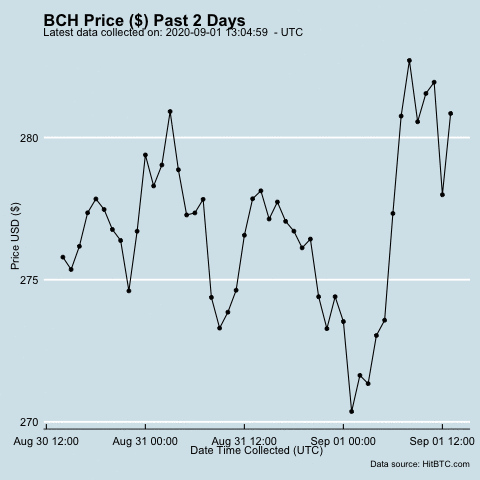 BCH Price ($) Past 2 Days
Latest data collected on: 2020-09-01 13:04:59  - UTC
280
275
270
Price USD ($)
Aug 30 12:00 Aug 31 00:00 Aug 31 12:00 Sep 01 00:00 Sep 01 12:00
Date Time Collected (UTC)
Data source: HitBTC.com